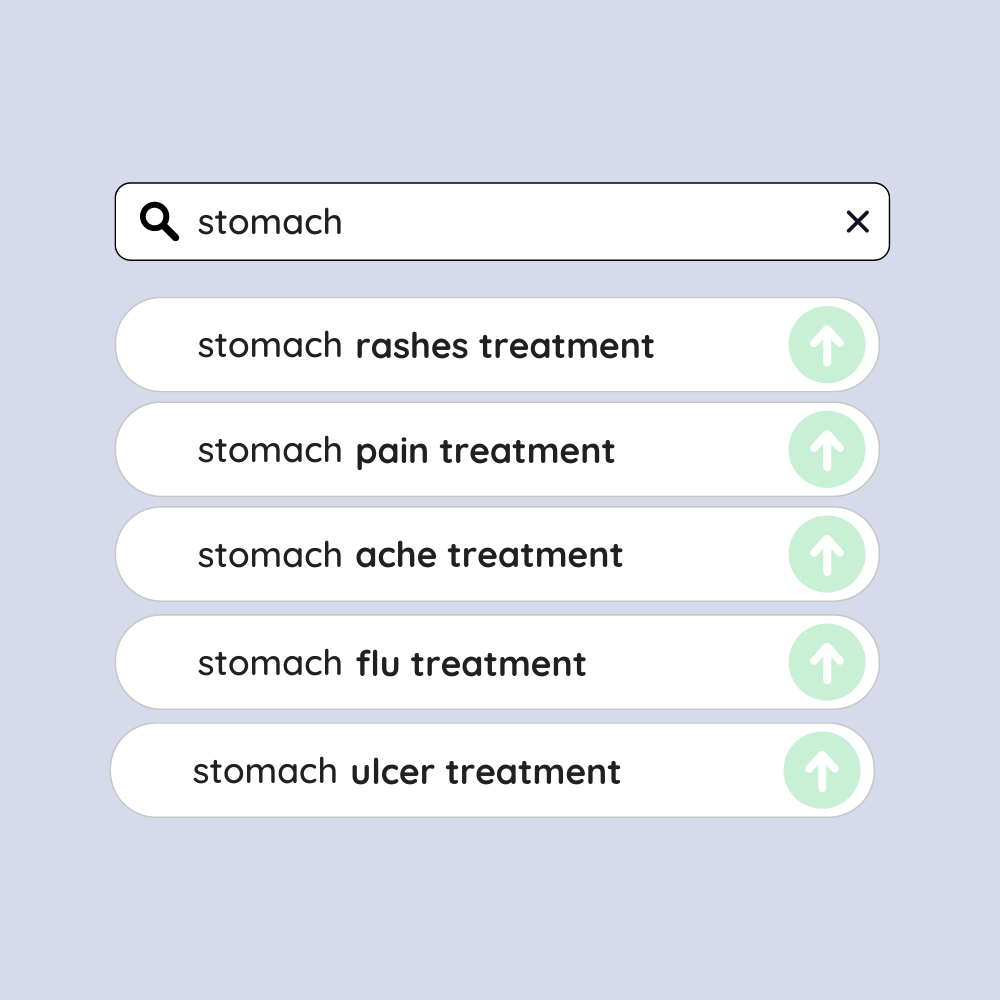 stomach
stomach rashes treatment
stomach pain treatment
stomach ache treatment
stomach flu treatment
stomach ulcer treatment